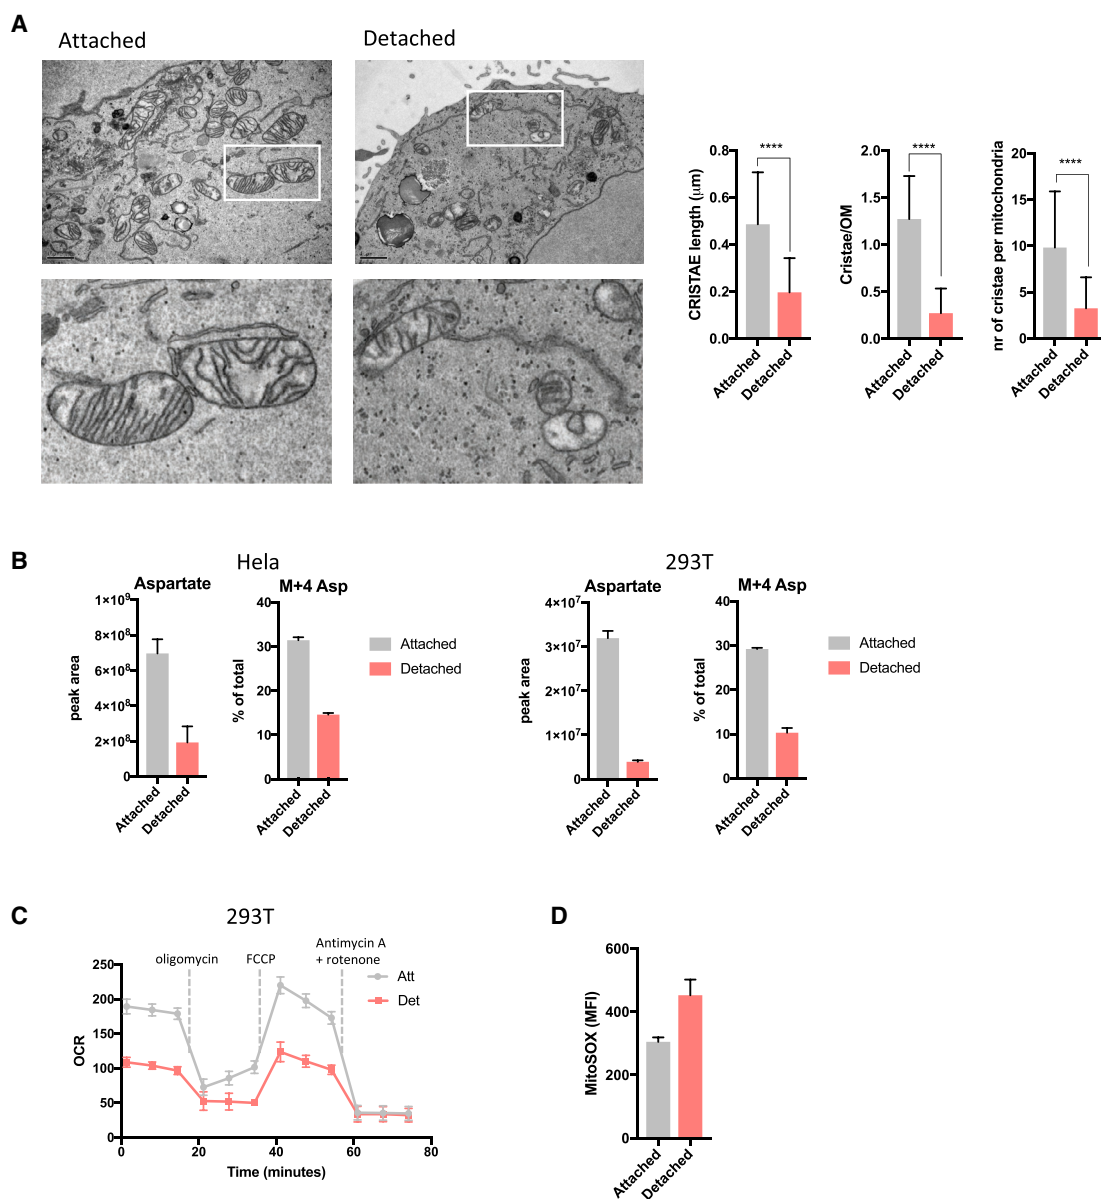 A
Attached
Detached
CRISTAE length (μm)
0.8
0.6
0.4
0.2
0.0
****
Attached
Detached
Cristae/OM
2.0
1.5
1.0
0.5
0.0
****
Attached
Detached
nr of cristae per mitochondria
20
15
10
5
0
****
Attached
Detached
B
Hela
Aspartate
peak area
1×10⁹
8×10⁸
6×10⁸
4×10⁸
2×10⁸
0
Attached
Detached
M+4 Asp
% of total
40
30
20
10
0
Attached
Detached
Attached
Detached
293T
Aspartate
peak area
4×10⁷
3×10⁷
2×10⁷
1×10⁷
0
Attached
Detached
M+4 Asp
% of total
40
30
20
10
0
Attached
Detached
Attached
Detached
C
293T
oligomycin
FCCP
Antimycin A
+ rotenone
Att
Det
OCR
250
200
150
100
50
0
0
20
40
60
80
Time (minutes)
D
MitoSOX (MFI)
600
400
200
0
Attached
Detached